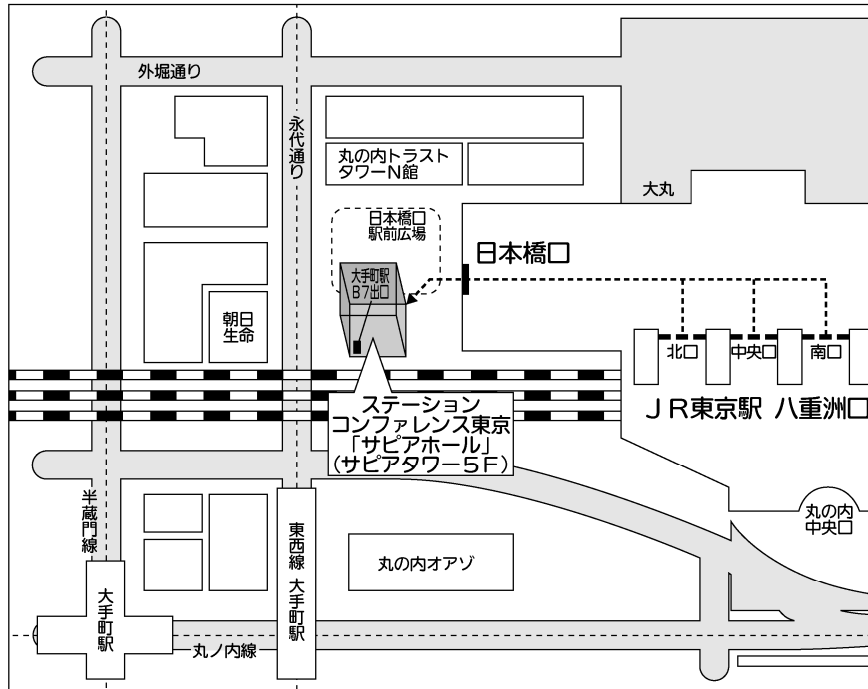 外堀通り
永代通り
丸の内トラスト
タワーN館
大丸
日本橋口
駅前広場
日本橋口
大手町駅
B7出口
朝日
生命
北口
中央口
南口
JR東京駅 八重洲口
ステーション
コンファレンス東京
「サピアホール」
(サピアタワー5F)
半蔵門線
東西線 大手町駅
丸の内オアゾ
丸の内
中央口
大手町駅
丸ノ内線